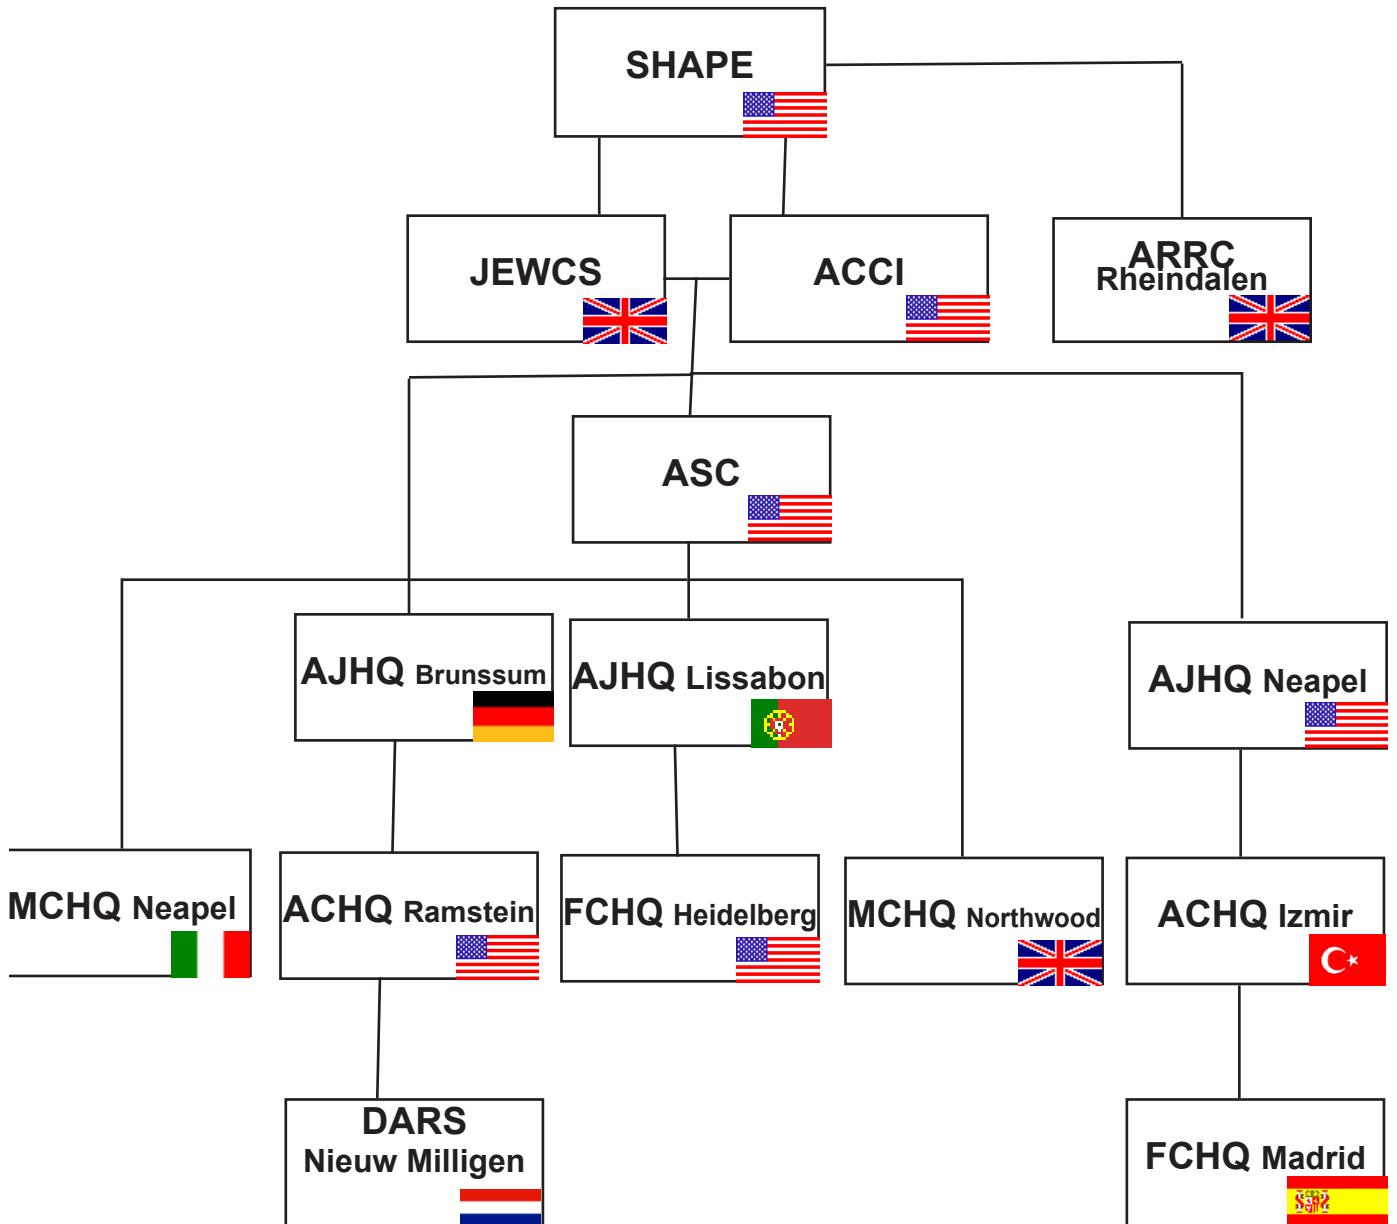 SHAPE
JEWCS
ACCI
ARRC
Rheindalen
ASC
AJHQ Brunssum
AJHQ Lissabon
AJHQ Neapel
MCHQ Neapel
ACHQ Ramstein
FCHQ Heidelberg
MCHQ Northwood
ACHQ Izmir
DARS
Nieuw Milligen
FCHQ Madrid